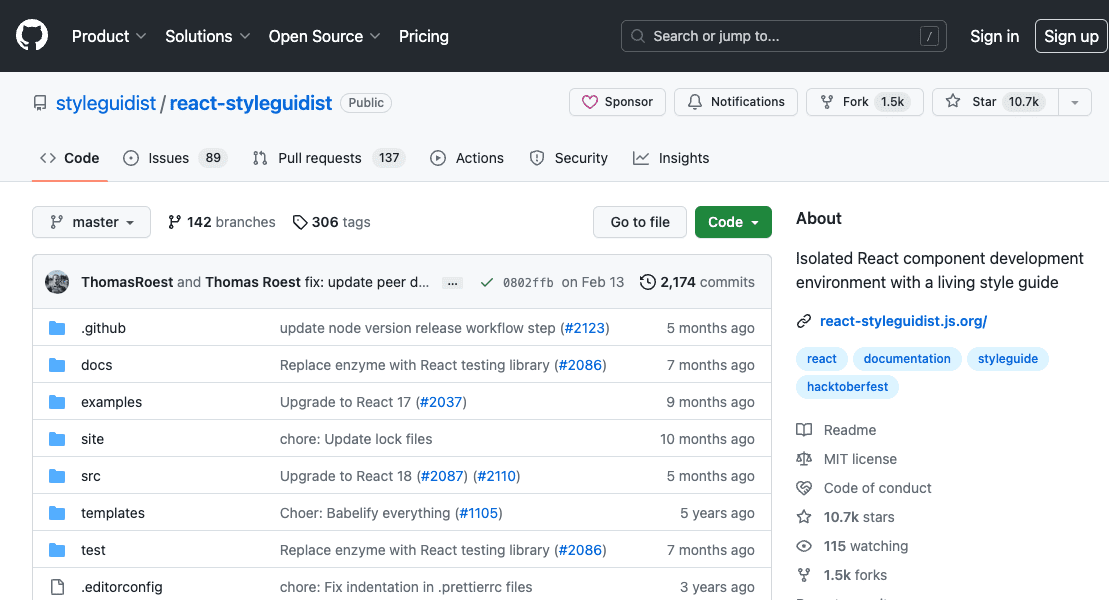 Product Solutions Open Source Pricing Search or jump to... / Sign in Sign up
styleguidist / react-styleguidist Public Sponsor Notifications Fork 1.5k Star 10.7k
Code Issues 89 Pull requests 137 Actions Security Insights
master 142 branches 306 tags Go to file Code
ThomasRoest and Thomas Roest fix: update peer d... ... 0802ffb on Feb 13 2,174 commits
.github update node version release workflow step (#2123) 5 months ago
docs Replace enzyme with React testing library (#2086) 7 months ago
examples Upgrade to React 17 (#2037) 9 months ago
site chore: Update lock files 10 months ago
src Upgrade to React 18 (#2087) (#2110) 5 months ago
templates Choer: Babelify everything (#1105) 5 years ago
test Replace enzyme with React testing library (#2086) 7 months ago
.editorconfig chore: Fix indentation in .prettierrc files 3 years ago
About
Isolated React component development
environment with a living style guide
react-styleguidist.js.org/
react documentation styleguide
hacktoberfest
Readme
MIT license
Code of conduct
10.7k stars
115 watching
1.5k forks